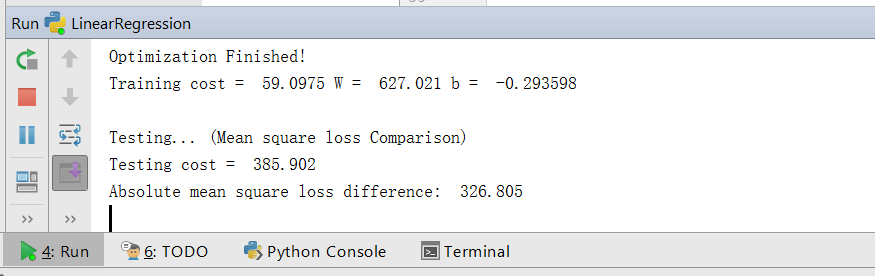 Run LinearRegression
Optimization Finished!
Training cost =  59.0975 W =  627.021 b =  -0.293598
Testing... (Mean square loss Comparison)
Testing cost =  385.902
Absolute mean square loss difference:  326.805
4: Run 6: TODO Python Console Terminal